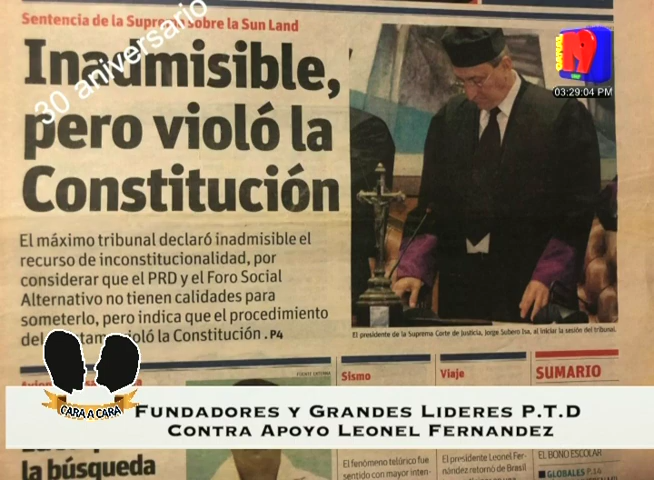 Sentencia de la Suprema sobre la Sun Land
30 aniversario
Inadmisible,
pero violó la
Constitución
El máximo tribunal declaró inadmisible el
recurso de inconstitucionalidad, por
considerar que el PRD y el Foro Social
Alternativo no tienen calidades para
someterlo, pero indica que el procedimiento
del violó la Constitución . P4
CANAL
03:29:04 PM
El presidente de la Suprema Corte de Justicia, Jorge Subero Isa, al iniciar la sesión del tribunal.
Sismo
Viaje
SUMARIO
CARA A CARA
FUNDADORES Y GRANDES LIDERES P.T.D
CONTRA APOYO LEONEL FERNANDEZ
la búsqueda
El fenómeno telúrico fue
sentido con mayor inten-
El presidente Leonel Fer-
nández retornó de Brasil
EL BONO ESCOLAR
GLOBALES P.16